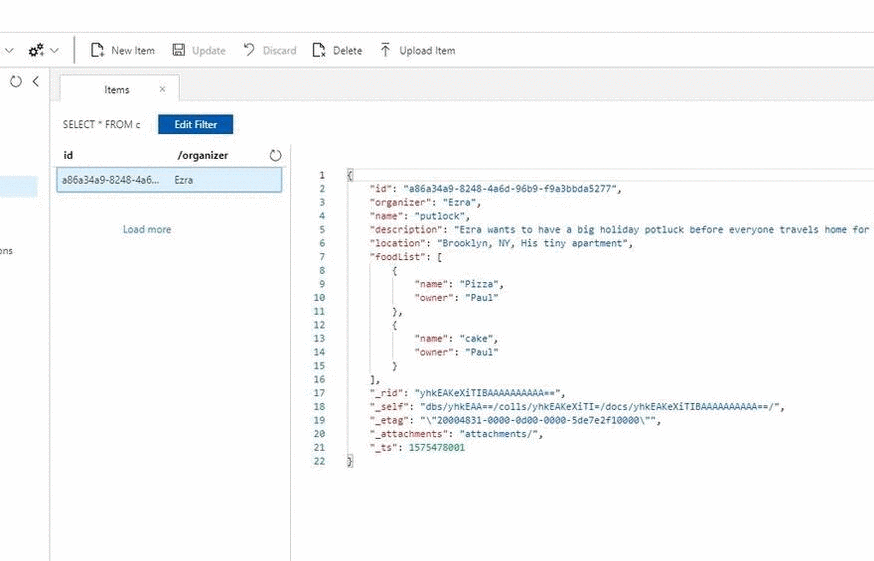 New Item Update Discard Delete Upload Item
Items
SELECT * FROM c Edit Filter
id /organizer
a86a34a9-8248-4a6... Ezra
Load more
ons
1 {
2 "id": "a86a34a9-8248-4a6d-96b9-f9a3bbda5277",
3 "organizer": "Ezra",
4 "name": "putlock",
5 "description": "Ezra wants to have a big holiday potluck before everyone travels home for
6 "location": "Brooklyn, NY, His tiny apartment",
7 "foodList": [
8 {
9 "name": "Pizza",
10 "owner": "Paul"
11 },
12 {
13 "name": "cake",
14 "owner": "Paul"
15 }
16 ],
17 "_rid": "yhkEAKeXiTIBAAAAAAAAAA==",
18 "_self": "dbs/yhkEAA==/colls/yhkEAKeXiTI=/docs/yhkEAKeXiTIBAAAAAAAAAA==/",
19 "_etag": "\"20004831-0000-0d00-0000-5de7e2f10000\"",
20 "_attachments": "attachments/",
21 "_ts": 1575478001
22 }